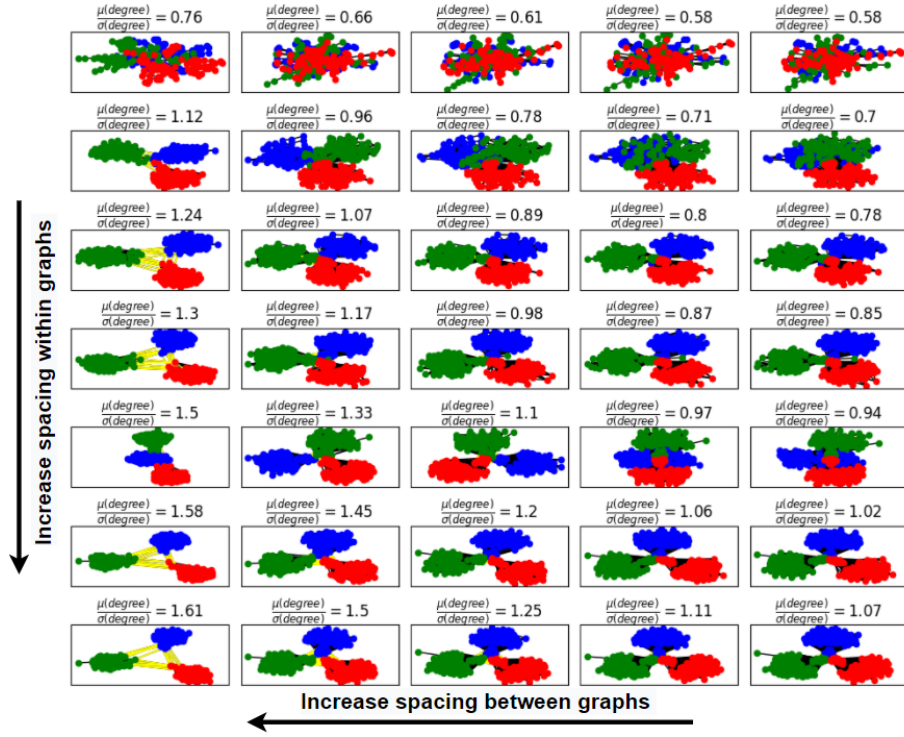 μ(degree)/σ(degree) = 0.76 μ(degree)/σ(degree) = 0.66 μ(degree)/σ(degree) = 0.61 μ(degree)/σ(degree) = 0.58 μ(degree)/σ(degree) = 0.58
μ(degree)/σ(degree) = 1.12 μ(degree)/σ(degree) = 0.96 μ(degree)/σ(degree) = 0.78 μ(degree)/σ(degree) = 0.71 μ(degree)/σ(degree) = 0.7
μ(degree)/σ(degree) = 1.24 μ(degree)/σ(degree) = 1.07 μ(degree)/σ(degree) = 0.89 μ(degree)/σ(degree) = 0.8 μ(degree)/σ(degree) = 0.78
μ(degree)/σ(degree) = 1.3 μ(degree)/σ(degree) = 1.17 μ(degree)/σ(degree) = 0.98 μ(degree)/σ(degree) = 0.87 μ(degree)/σ(degree) = 0.85
μ(degree)/σ(degree) = 1.5 μ(degree)/σ(degree) = 1.33 μ(degree)/σ(degree) = 1.1 μ(degree)/σ(degree) = 0.97 μ(degree)/σ(degree) = 0.94
μ(degree)/σ(degree) = 1.58 μ(degree)/σ(degree) = 1.45 μ(degree)/σ(degree) = 1.2 μ(degree)/σ(degree) = 1.06 μ(degree)/σ(degree) = 1.02
μ(degree)/σ(degree) = 1.61 μ(degree)/σ(degree) = 1.5 μ(degree)/σ(degree) = 1.25 μ(degree)/σ(degree) = 1.11 μ(degree)/σ(degree) = 1.07
Increase spacing within graphs
Increase spacing between graphs